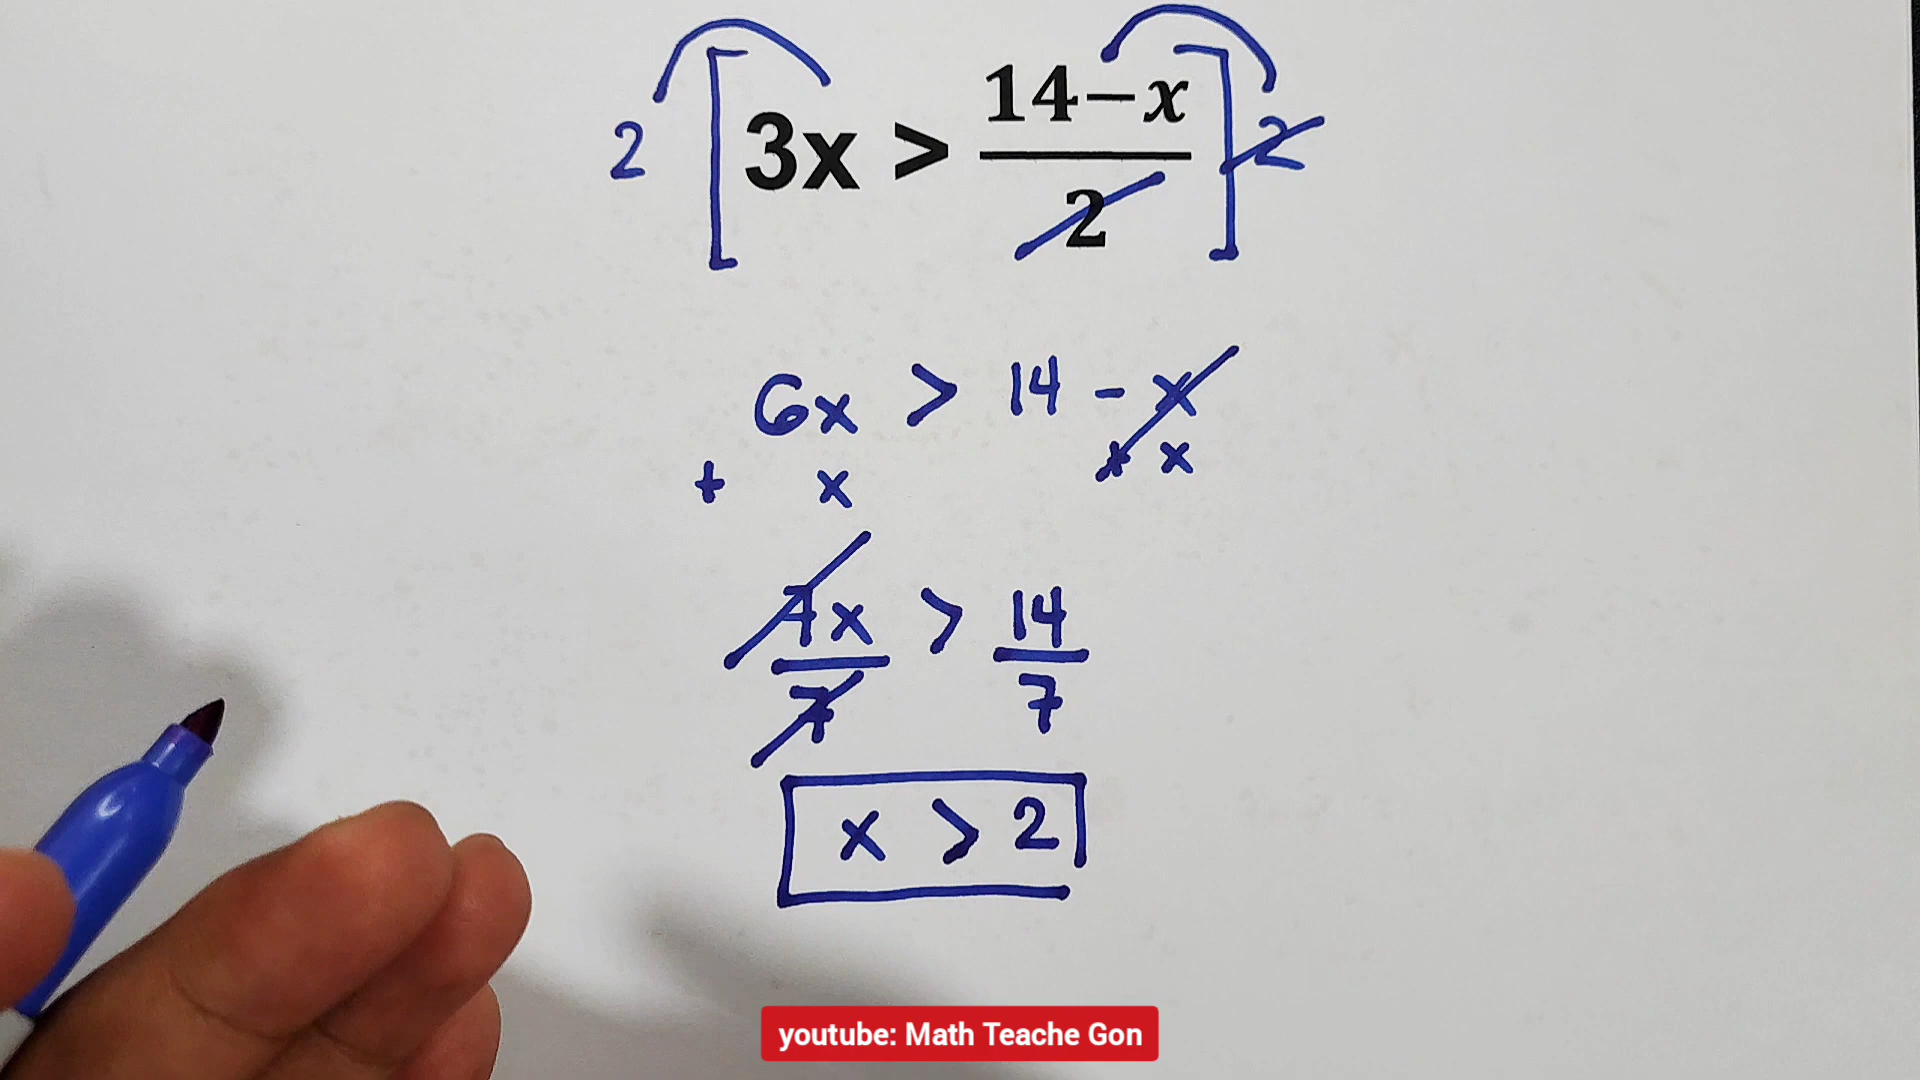 2 [3x > 14-x / 2] 2
6x > 14 - x
+ x + x
7x / 7 > 14 / 7
x > 2
youtube: Math Teache Gon